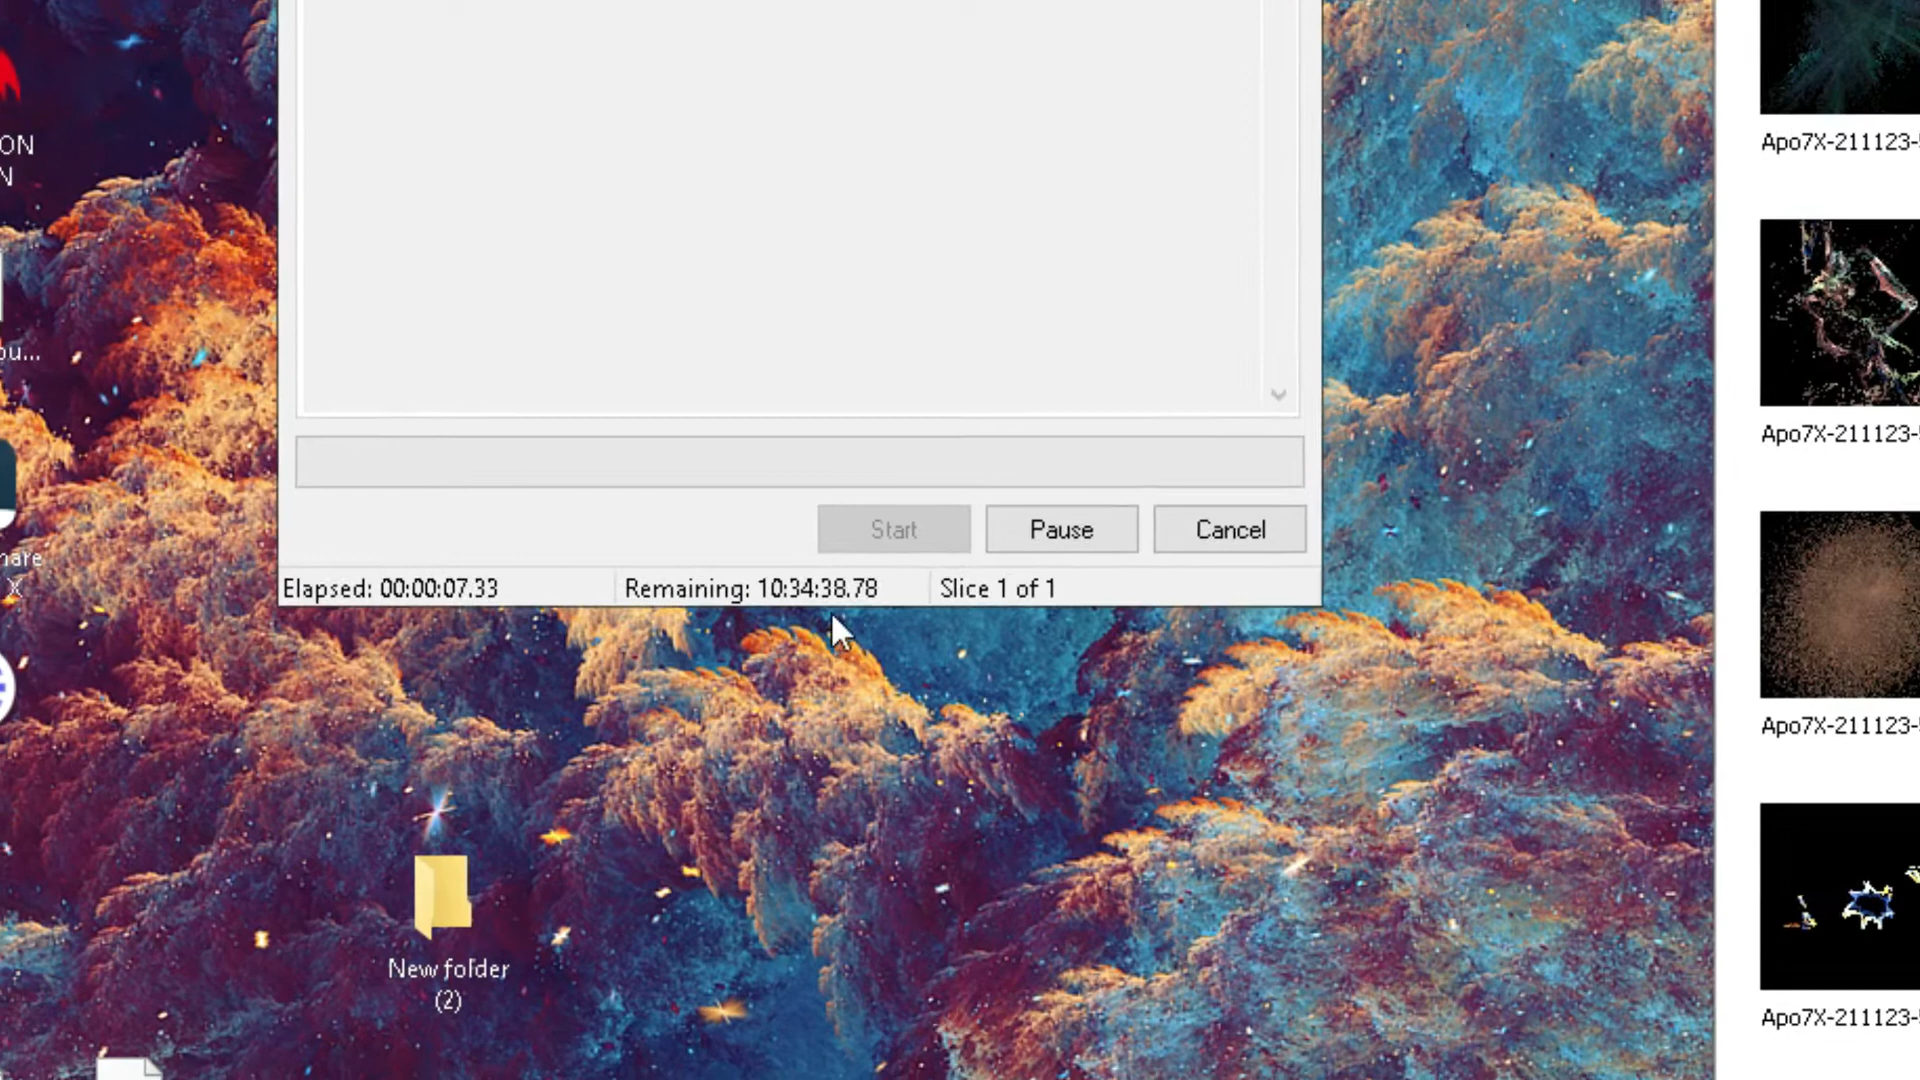 ON
N
ou...
hare
X
Start
Pause
Cancel
Elapsed: 00:00:07.33
Remaining: 10:34:38.78
Slice 1 of 1
New folder
(2)
Apo7X-211123-
Apo7X-211123-
Apo7X-211123-
Apo7X-211123-